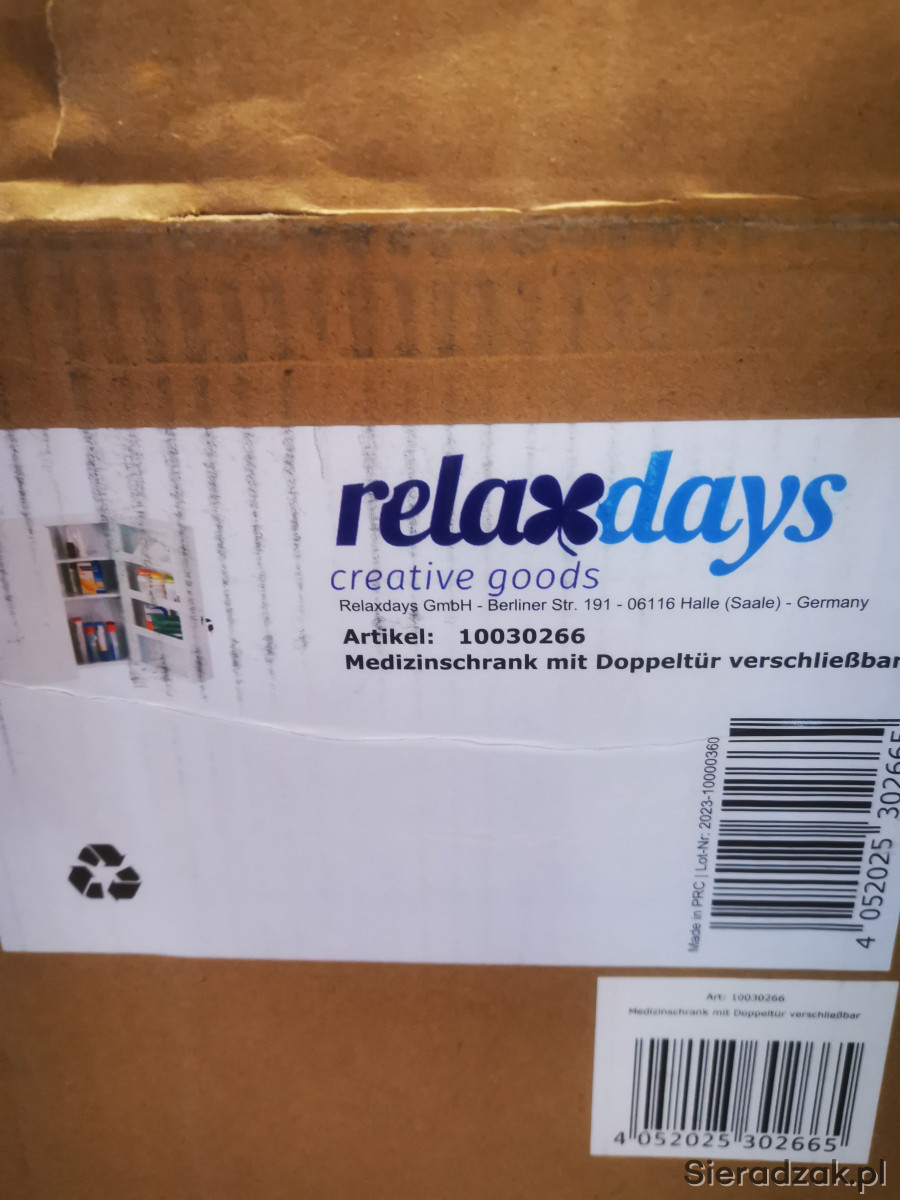 relaxdays
creative goods
Relaxdays GmbH - Berliner Str. 191 - 06116 Halle (Saale) - Germany
Artikel: 10030266
Medizinschrank mit Doppeltür verschließbar
Made in PRC | Lot-Nr: 2023-10000360
4 052025 302665
Art: 10030266
Medizinschrank mit Doppeltür verschließbar
4 052025 302665
Sieradzak.pl